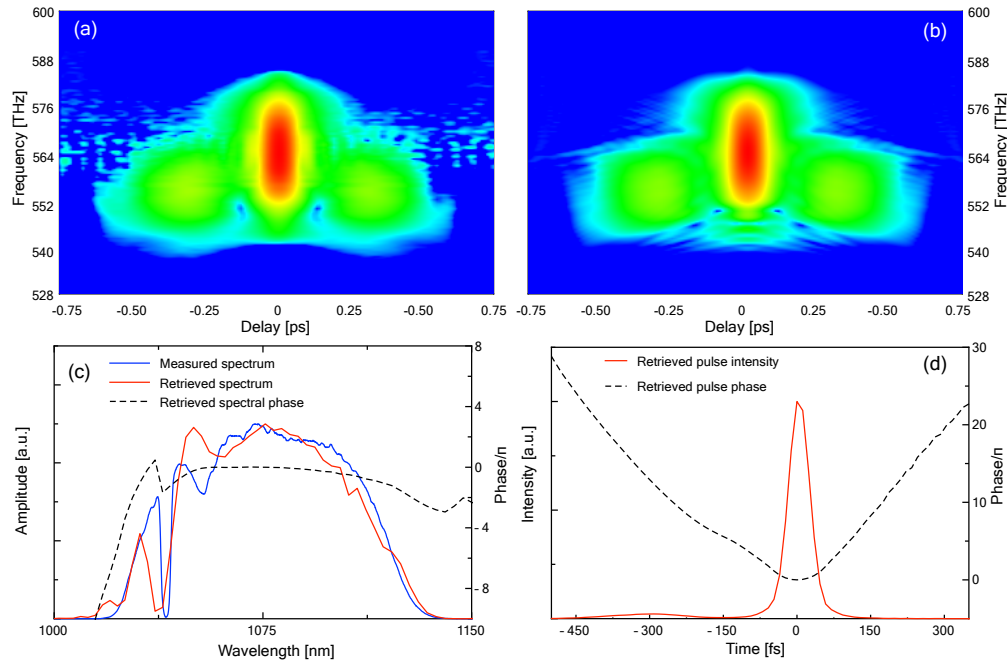 (a)
600
588
576
564
552
540
528
Frequency [THz]
-0.75
-0.50
-0.25
0
0.25
0.50
0.75
Delay [ps]
(b)
600
588
576
564
552
540
528
Frequency [THz]
-0.75
-0.50
-0.25
0
0.25
0.50
0.75
Delay [ps]
(c)
Measured spectrum
Retrieved spectrum
Retrieved spectral phase
Amplitude [a.u.]
8
4
0
-4
-8
Phase/π
1000
1075
1150
Wavelength [nm]
(d)
Retrieved pulse intensity
Retrieved pulse phase
Intensity [a.u.]
30
20
10
0
Phase/π
-450
-300
-150
0
150
300
Time [fs]